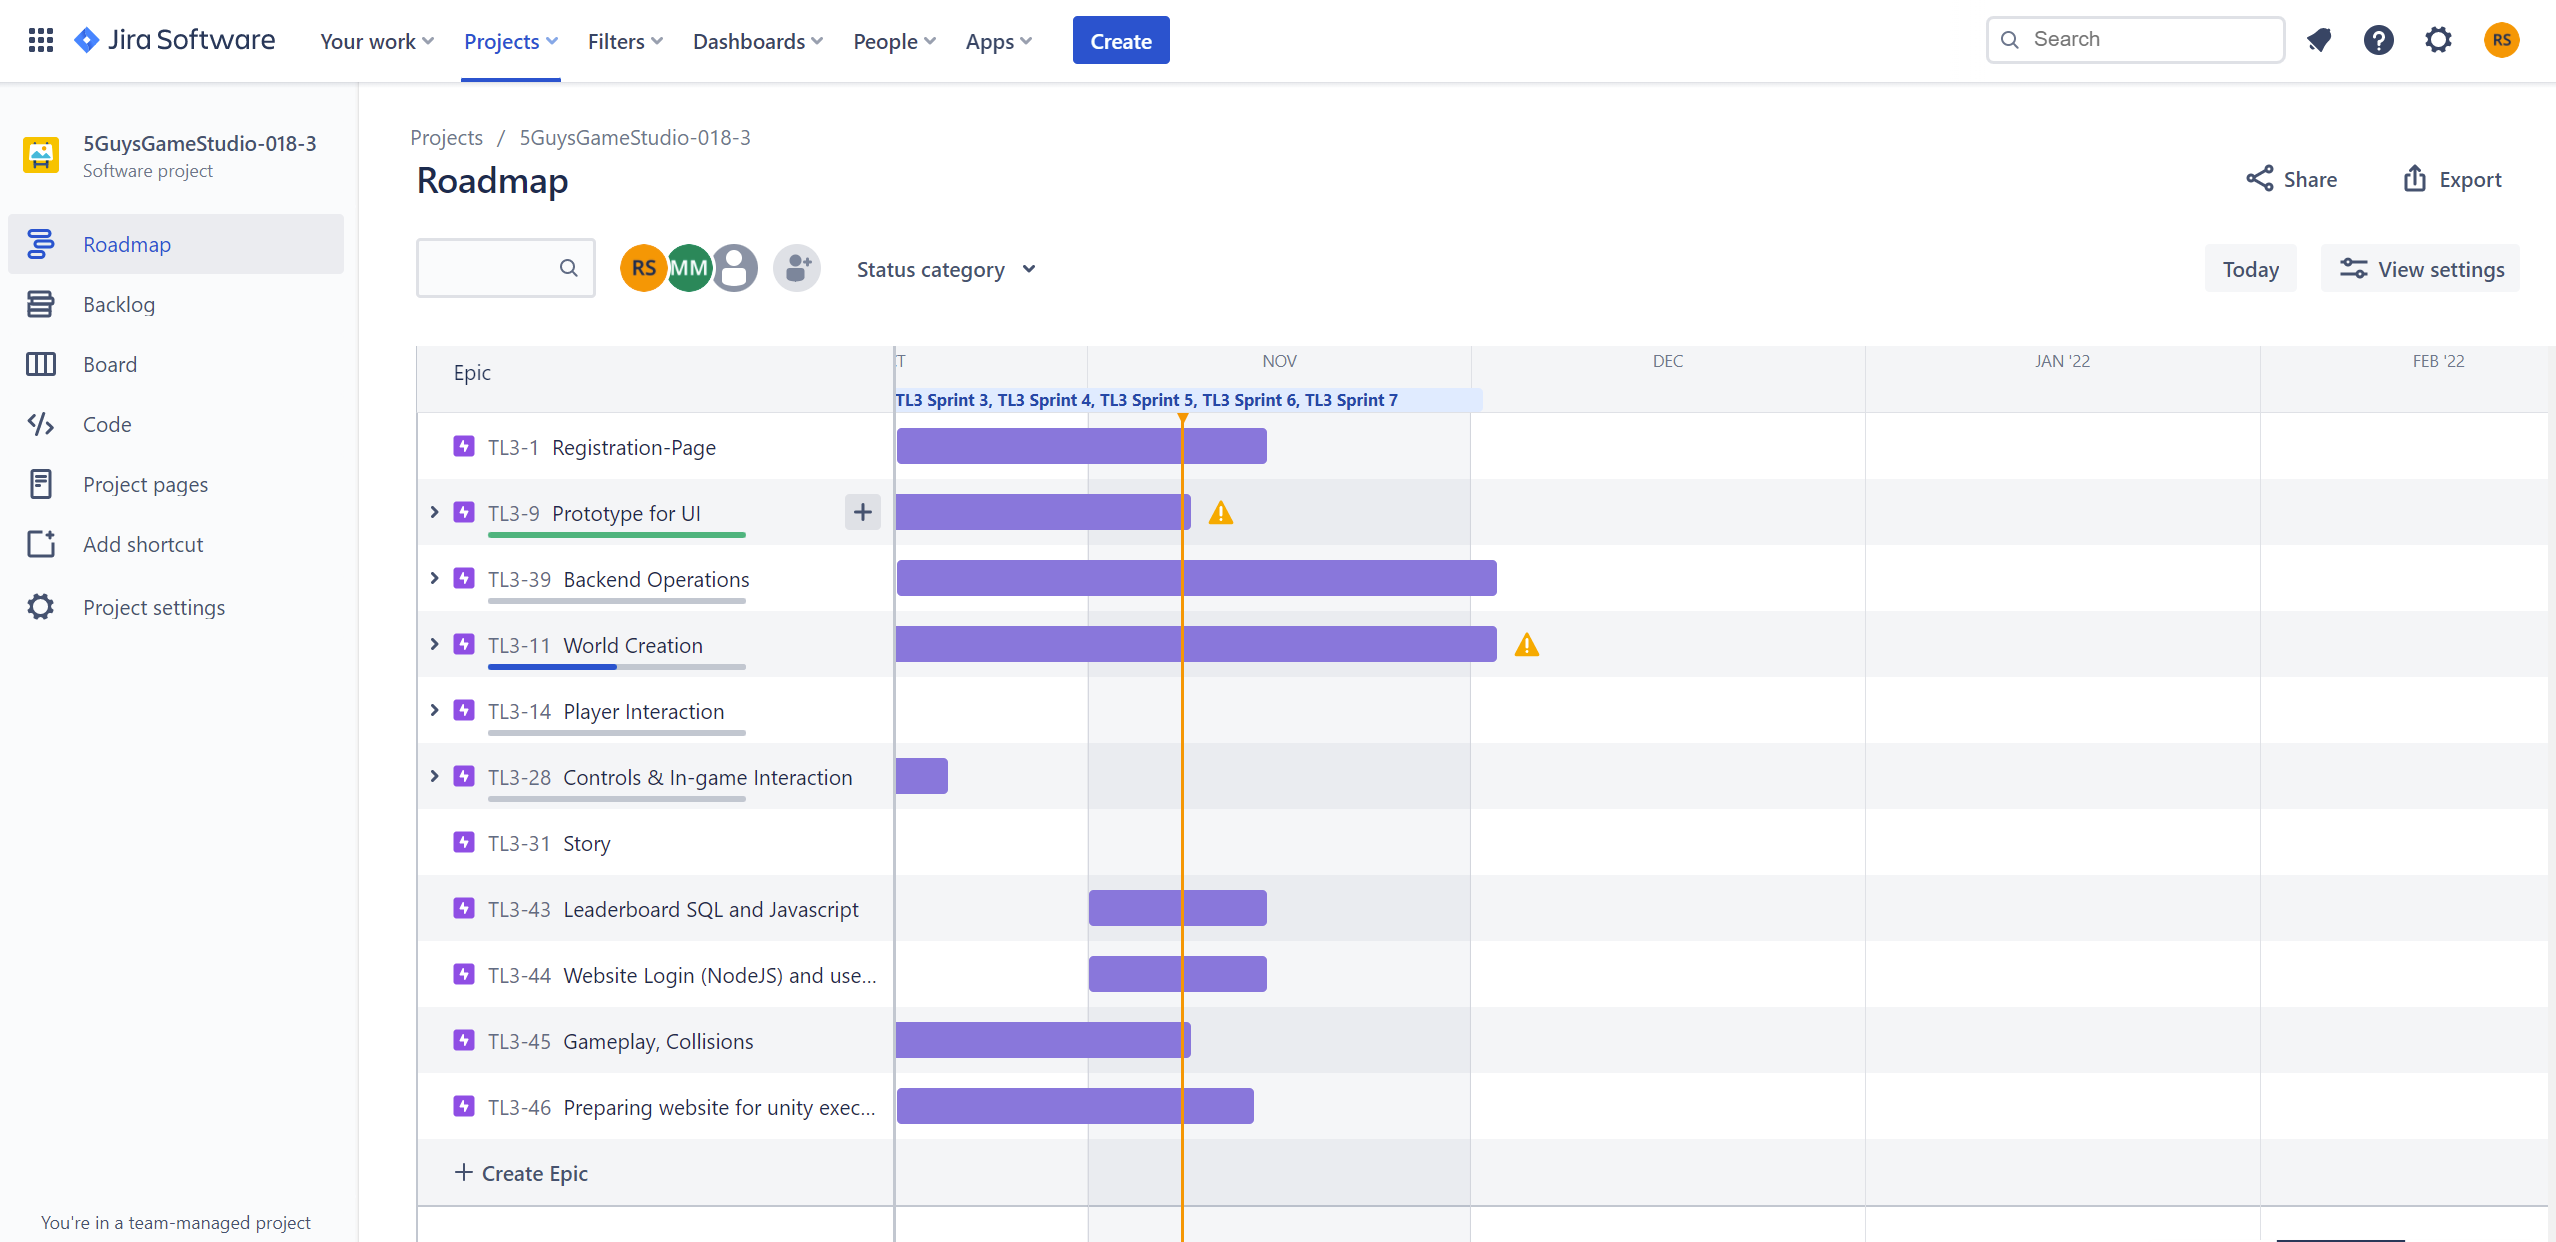 Jira Software
Your work Projects Filters Dashboards People Apps Create
Search
RS
5GuysGameStudio-018-3
Software project
Roadmap
Backlog
Board
Code
Project pages
Add shortcut
Project settings
You're in a team-managed project
Projects / 5GuysGameStudio-018-3
Roadmap
Share Export
RS MM Status category
Today View settings
Epic
T NOV DEC JAN '22 FEB '22
TL3 Sprint 3, TL3 Sprint 4, TL3 Sprint 5, TL3 Sprint 6, TL3 Sprint 7
TL3-1 Registration-Page
TL3-9 Prototype for UI
TL3-39 Backend Operations
TL3-11 World Creation
TL3-14 Player Interaction
TL3-28 Controls & In-game Interaction
TL3-31 Story
TL3-43 Leaderboard SQL and Javascript
TL3-44 Website Login (NodeJS) and use...
TL3-45 Gameplay, Collisions
TL3-46 Preparing website for unity exec...
+ Create Epic